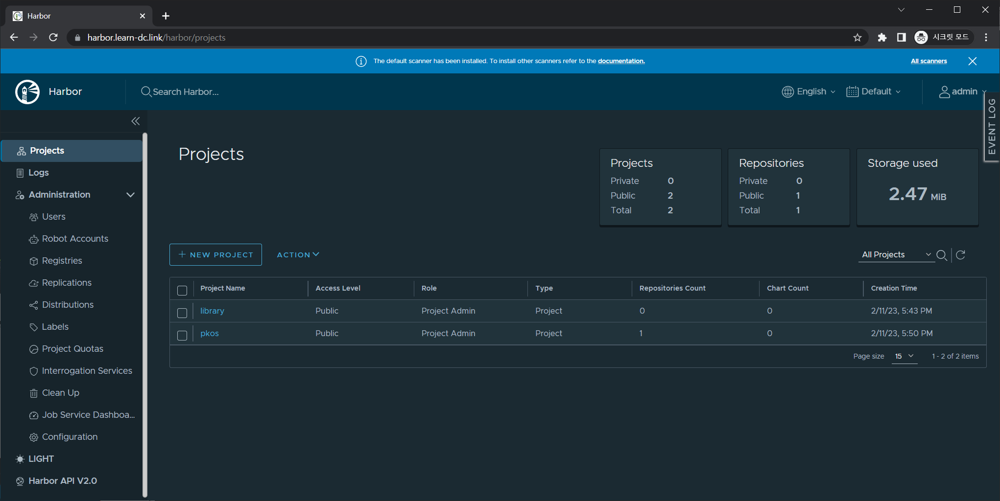 Harbor
harbor.learn-dc.link/harbor/projects
시크릿 모드
The default scanner has been installed. To install other scanners refer to the documentation.
All scanners
Harbor
Search Harbor...
English
Default
admin
EVENT LOG
Projects
Logs
Administration
Users
Robot Accounts
Registries
Replications
Distributions
Labels
Project Quotas
Interrogation Services
Clean Up
Job Service Dashboa...
Configuration
LIGHT
Harbor API V2.0
Projects
Projects
Private 0
Public 2
Total 2
Repositories
Private 0
Public 1
Total 1
Storage used
2.47 MiB
+ NEW PROJECT
ACTION
All Projects
Project Name Access Level Role Type Repositories Count Chart Count Creation Time
library Public Project Admin Project 0 0 2/11/23, 5:43 PM
pkos Public Project Admin Project 1 0 2/11/23, 5:50 PM
Page size 15 1 - 2 of 2 items